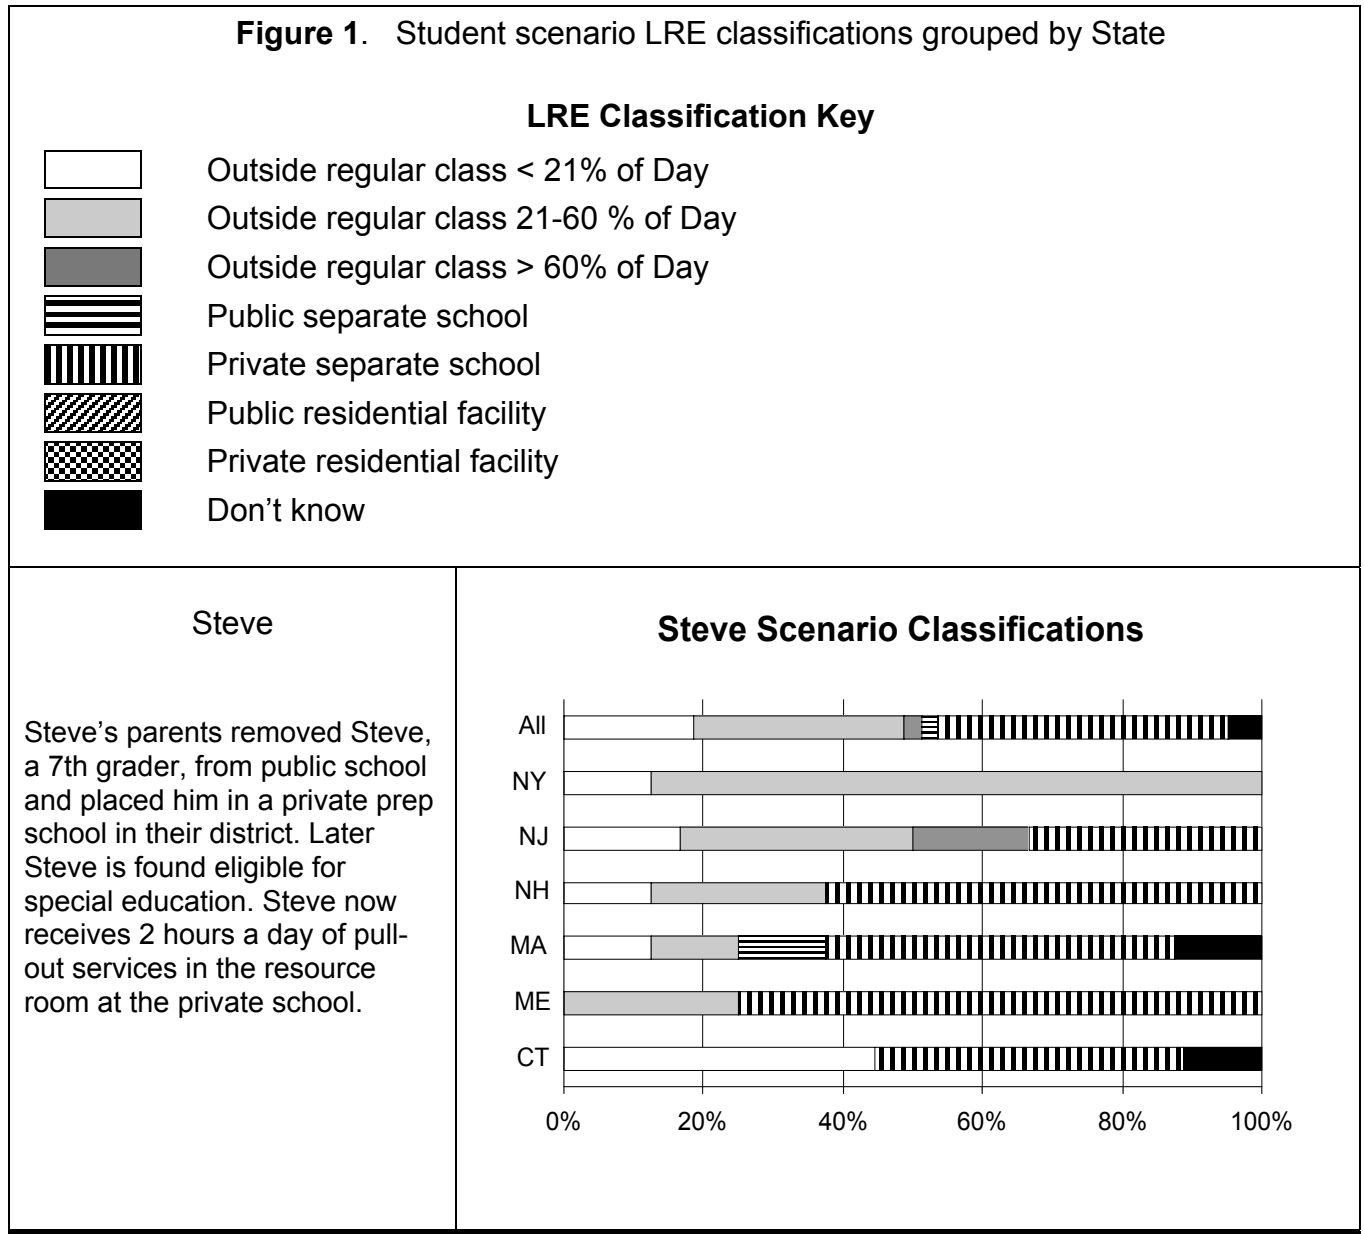 Figure 1. Student scenario LRE classifications grouped by State
LRE Classification Key
Outside regular class < 21% of Day
Outside regular class 21-60 % of Day
Outside regular class > 60% of Day
Public separate school
Private separate school
Public residential facility
Private residential facility
Don’t know
Steve
Steve’s parents removed Steve,
a 7th grader, from public school
and placed him in a private prep
school in their district. Later
Steve is found eligible for
special education. Steve now
receives 2 hours a day of pull-
out services in the resource
room at the private school.
Steve Scenario Classifications
All
NY
NJ
NH
MA
ME
CT
0% 20% 40% 60% 80% 100%